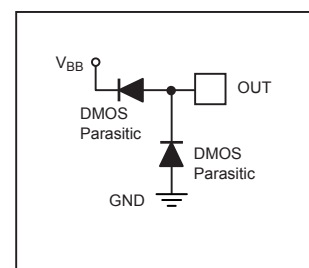 VBB
OUT
DMOS
Parasitic
DMOS
Parasitic
GND